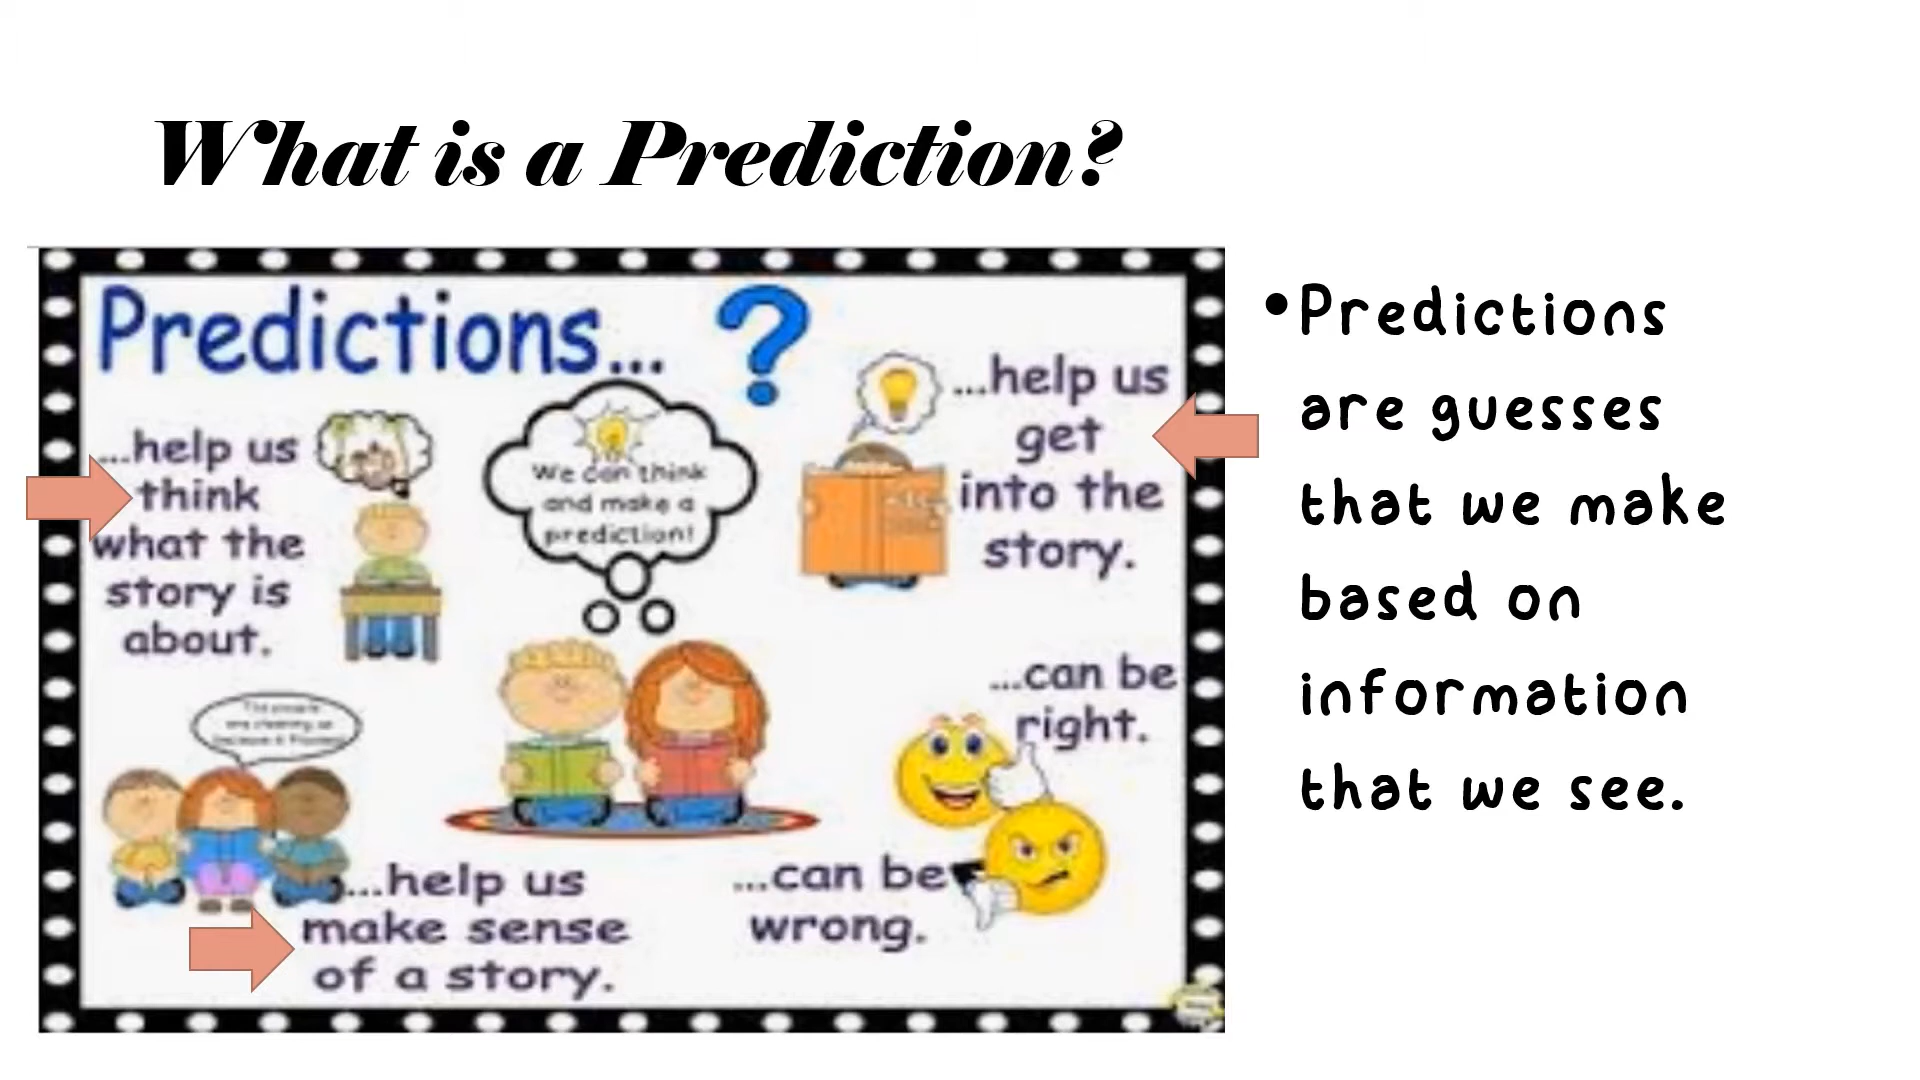 What is a Prediction?
Predictions... ?
...help us
think
what the
story is
about.
We can think
and make a
prediction!
...help us
get
into the
story.
...can be
right.
...can be
wrong.
...help us
make sense
of a story.
•Predictions
are guesses
that we make
based on
information
that we see.